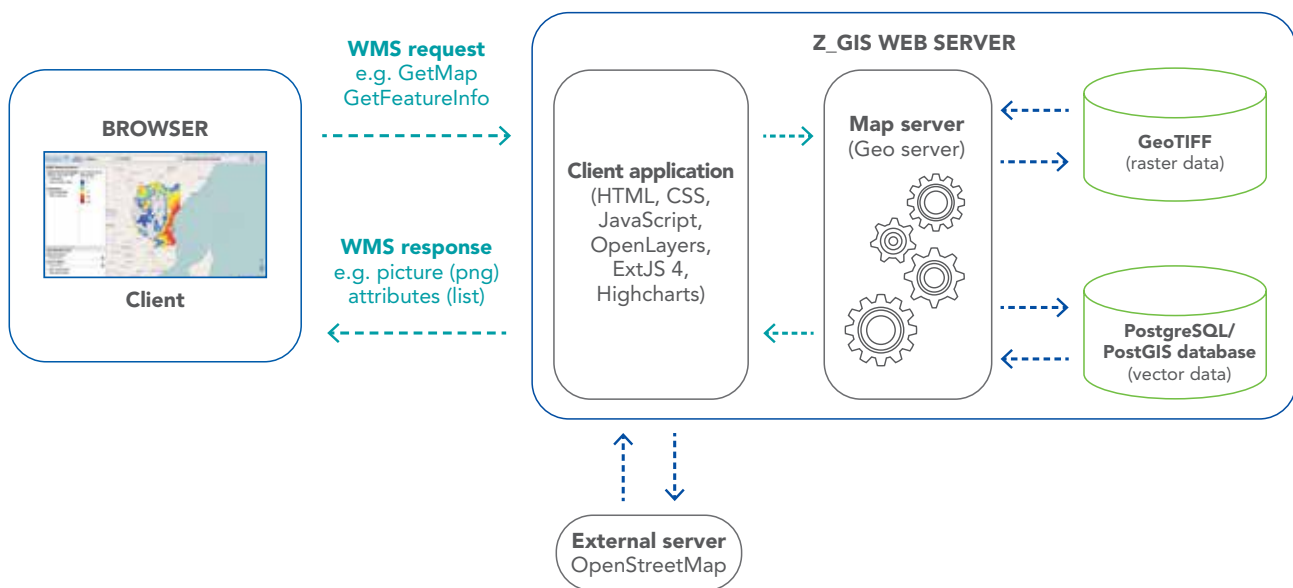 WMS request
e.g. GetMap
GetFeatureInfo
BROWSER
Client
WMS response
e.g. picture (png)
attributes (list)
Z_GIS WEB SERVER
Client application
(HTML, CSS,
JavaScript,
OpenLayers,
ExtJS 4,
Highcharts)
Map server
(Geo server)
GeoTIFF
(raster data)
PostgreSQL/
PostGIS database
(vector data)
External server
OpenStreetMap